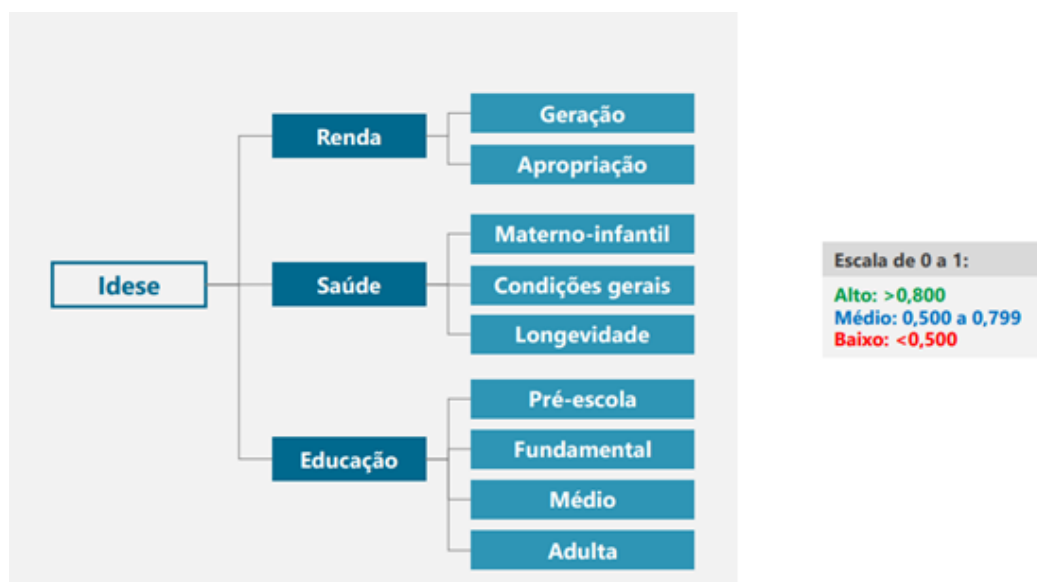 Idese
Renda
Geração
Apropriação
Saúde
Materno-infantil
Condições gerais
Longevidade
Educação
Pré-escola
Fundamental
Médio
Adulta
Escala de 0 a 1:
Alto: >0,800
Médio: 0,500 a 0,799
Baixo: <0,500